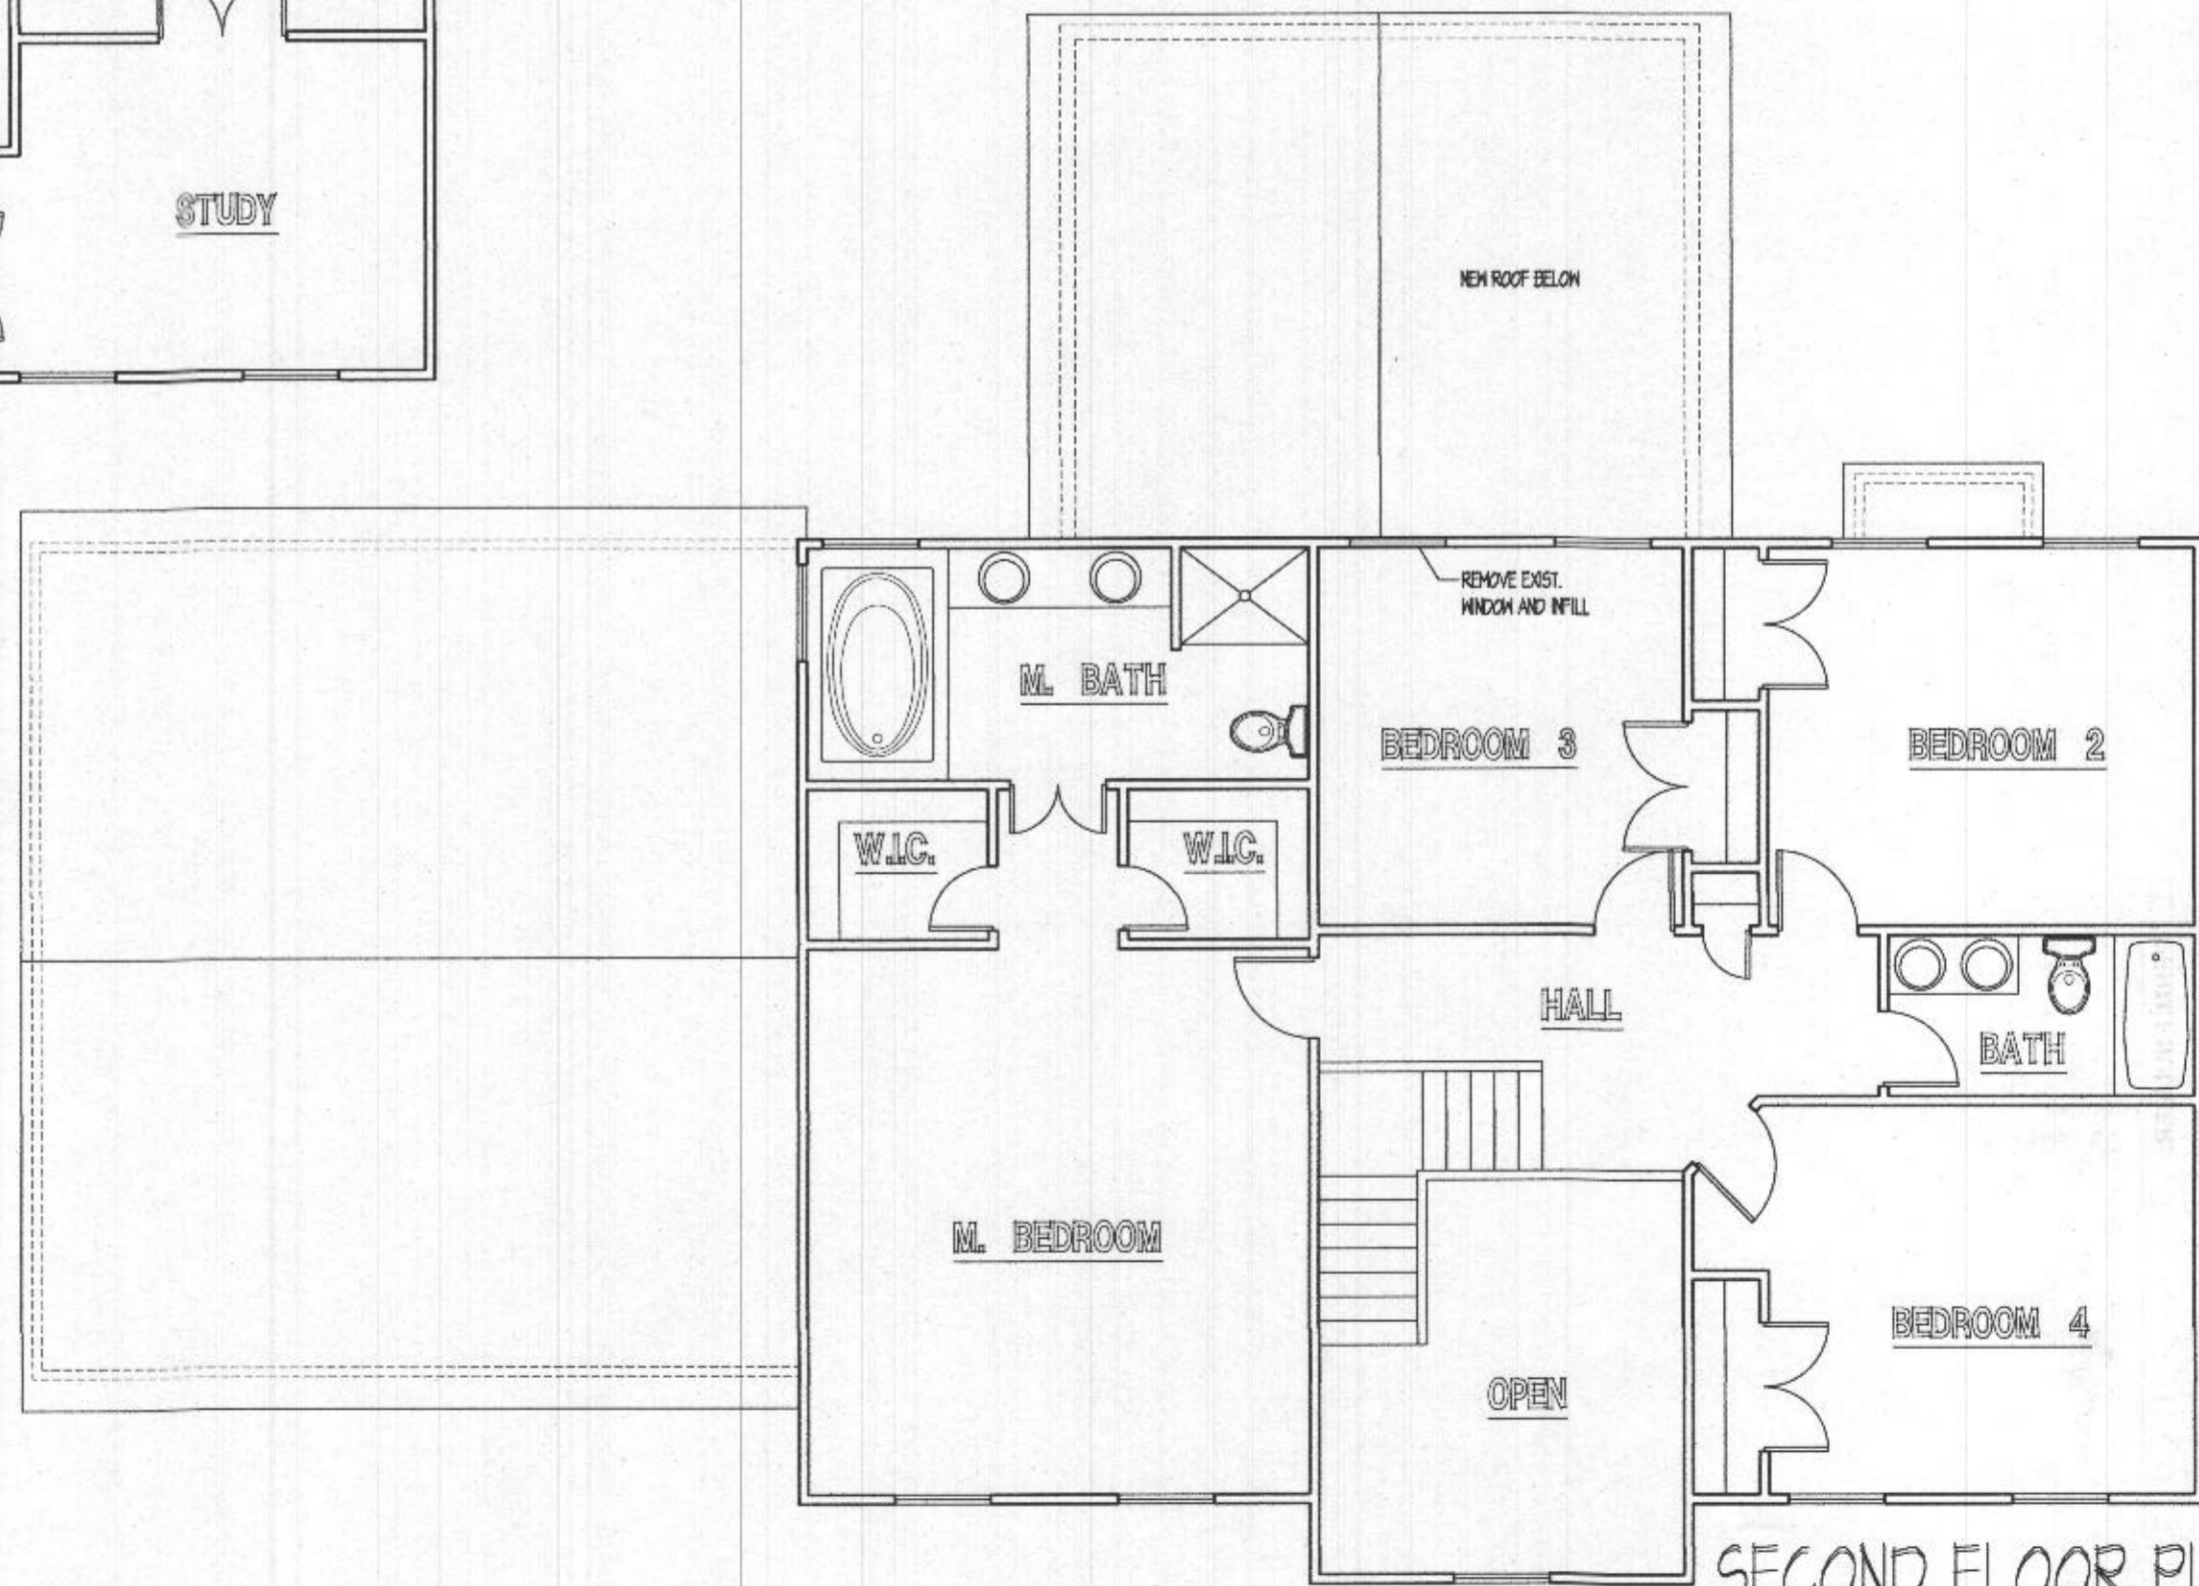 STUDY
NEW ROOF BELOW
REMOVE EXIST.
WINDOW AND INFILL
M. BATH
BEDROOM 3
BEDROOM 2
W.I.C.
W.I.C.
HALL
BATH
M. BEDROOM
BEDROOM 4
OPEN
SECOND FLOOR